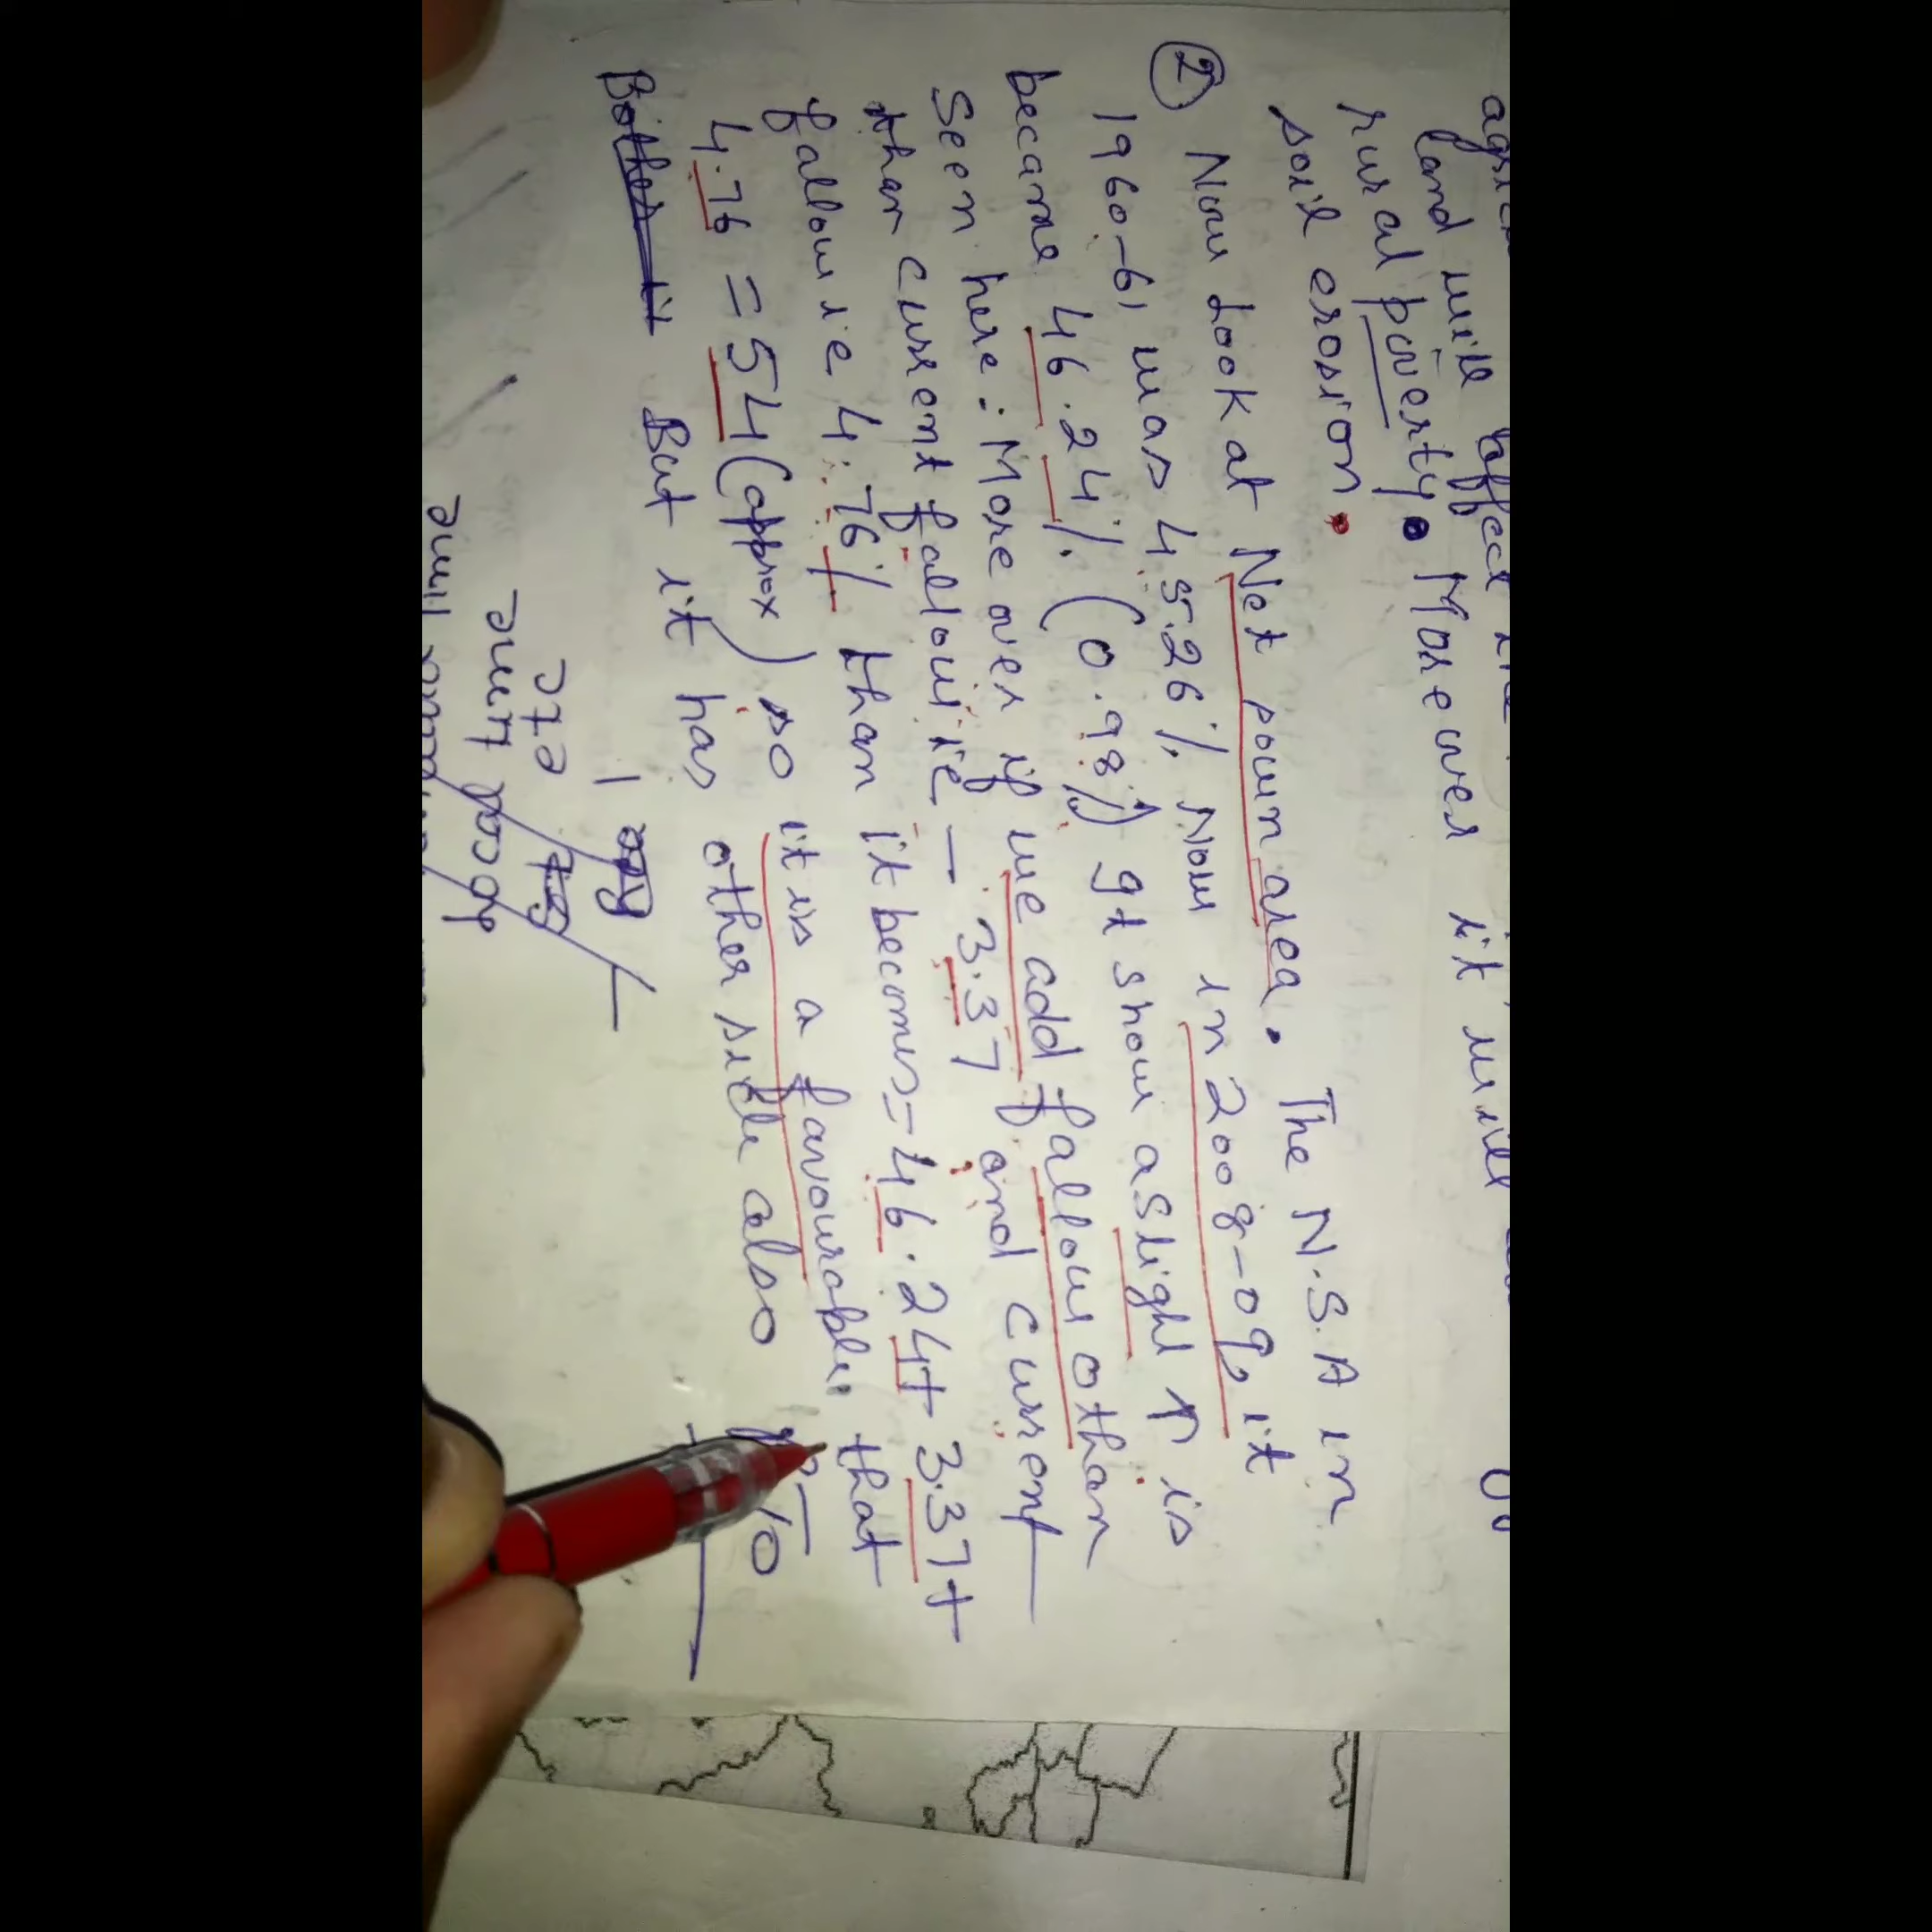 land will affect
rural poverty. Moreover it will
soil erosion.
② Now Look at Net sown area. The N.S.A in
1960-61 was 45.26% Now in 2008-09, it
became 46.24%. (0.98%) It show a slight ↑ is
Seen here: More over if we add fallow other
than current fallow ie - 3.37 & and current
fallow ie 4.76% than it becomes = 46.24 + 3.37 +
4.76 = 54 (approx) so it is a favourable, that
But it has other side also
etc